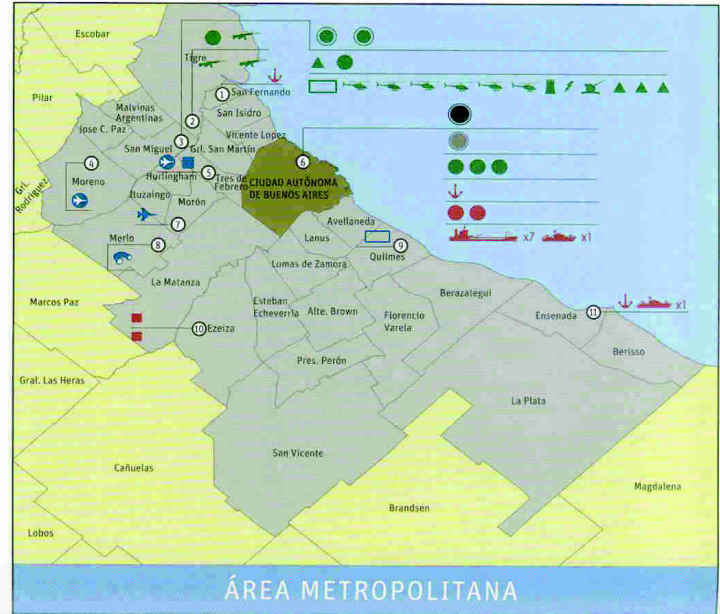 Escobar
Tigre
1
San Fernando
Pilar
Malvinas
Argentinas
2
San Isidro
Jose C. Paz
3
Vicente Lopez
San Miguel
Grl. San Martín
4
Moreno
Hurlingham
5
Tres de
Febrero
6
CIUDAD AUTÓNOMA
DE BUENOS AIRES
Grl.
Rodriguez
Ituzaingó
Morón
7
Avellaneda
x7
x1
Merlo
8
Lanus
9
Quilmes
Lomas de Zamora
La Matanza
Marcos Paz
Esteban
Echeverría
Alte. Brown
Florencio
Varela
Berazategui
Ensenada
11
x1
10
Ezeiza
Berisso
Pres. Perón
Gral. Las Heras
La Plata
San Vicente
Cañuelas
Magdalena
Brandsen
Lobos
ÁREA METROPOLITANA